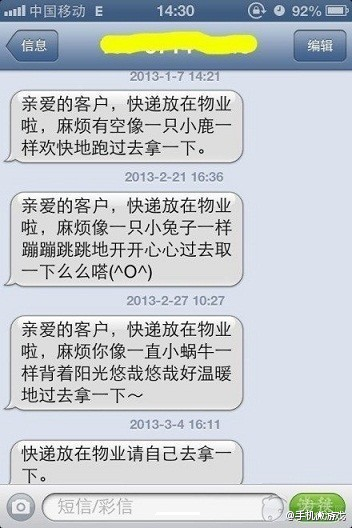 中国移动 E 14:30 92%
信息 编辑
2013-1-7 14:21
亲爱的客户，快递放在物业
啦，麻烦有空像一只小鹿一
样欢快地跑过去拿一下。
2013-2-21 16:36
亲爱的客户，快递放在物业
啦，麻烦像一只小兔子一样
蹦蹦跳跳地开开心心过去取
一下么么嗒(^O^)
2013-2-27 10:27
亲爱的客户，快递放在物业
啦，麻烦你像一直小蜗牛一
样背着阳光悠哉悠哉好温暖
地过去拿一下～
2013-3-4 16:11
快递放在物业请自己去拿一
下。
短信/彩信
@手机微游戏